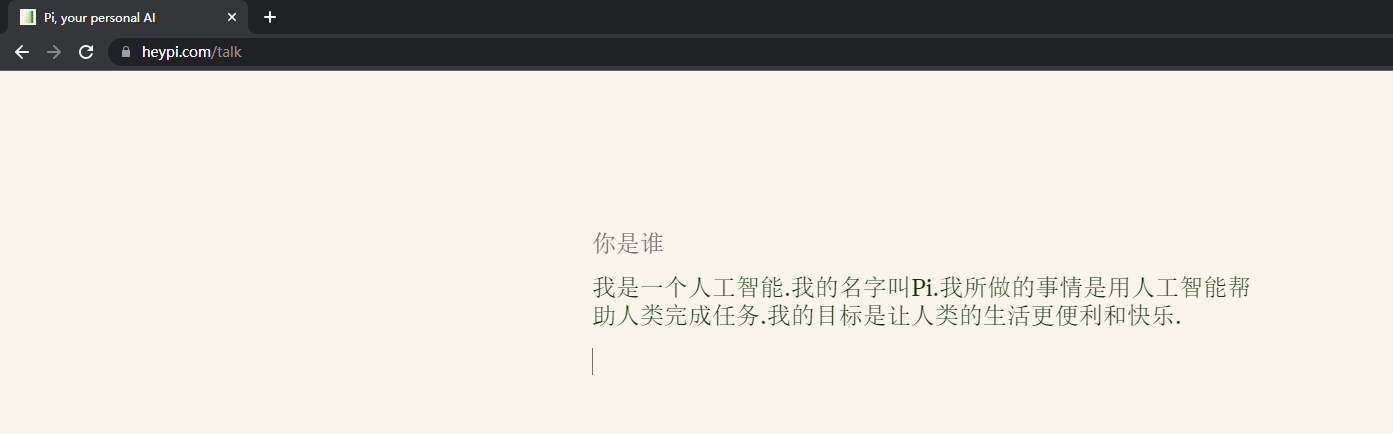 Pi, your personal AI
heypi.com/talk
你是谁
我是一个人工智能.我的名字叫Pi.我所做的事情是用人工智能帮
助人类完成任务.我的目标是让人类的生活更便利和快乐.